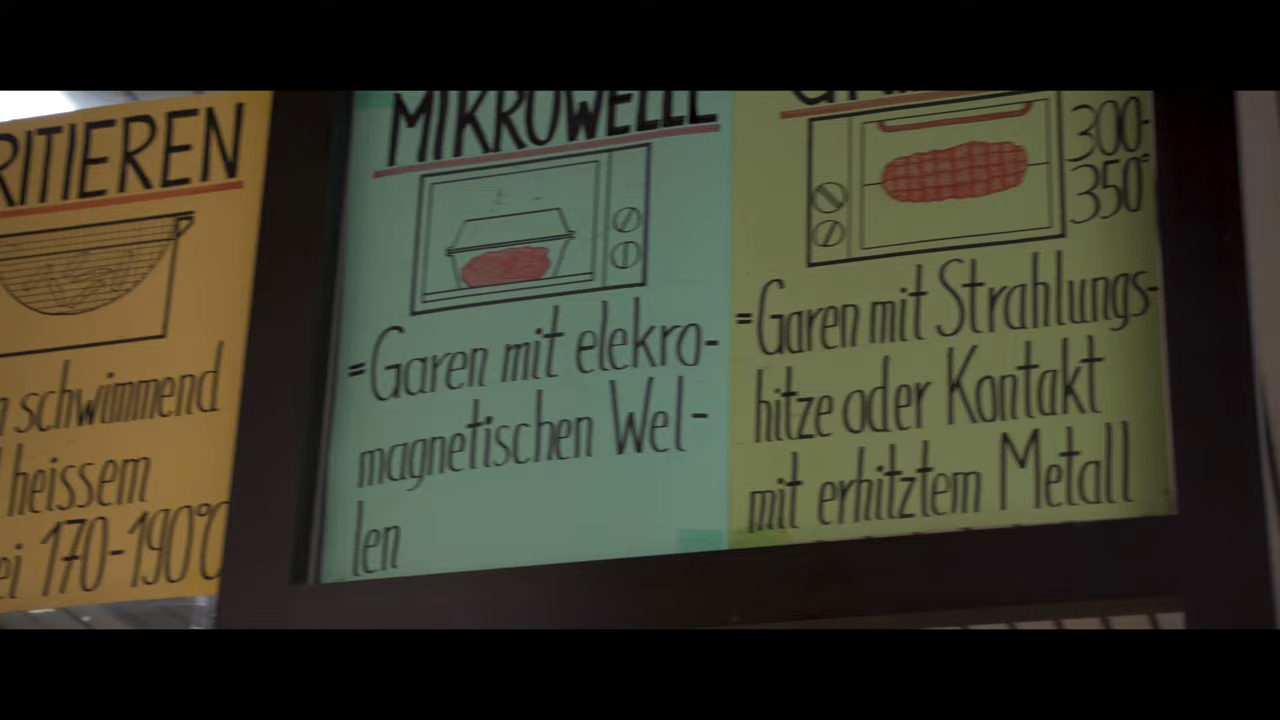 RITIEREN
schwimmend
heissem
ei 170-190°C
MIKROWELLE
=Garen mit elekro-
magnetischen Wel-
len
300-
350°
=Garen mit Strahlungs-
hitze oder Kontakt
mit erhitztem Metall